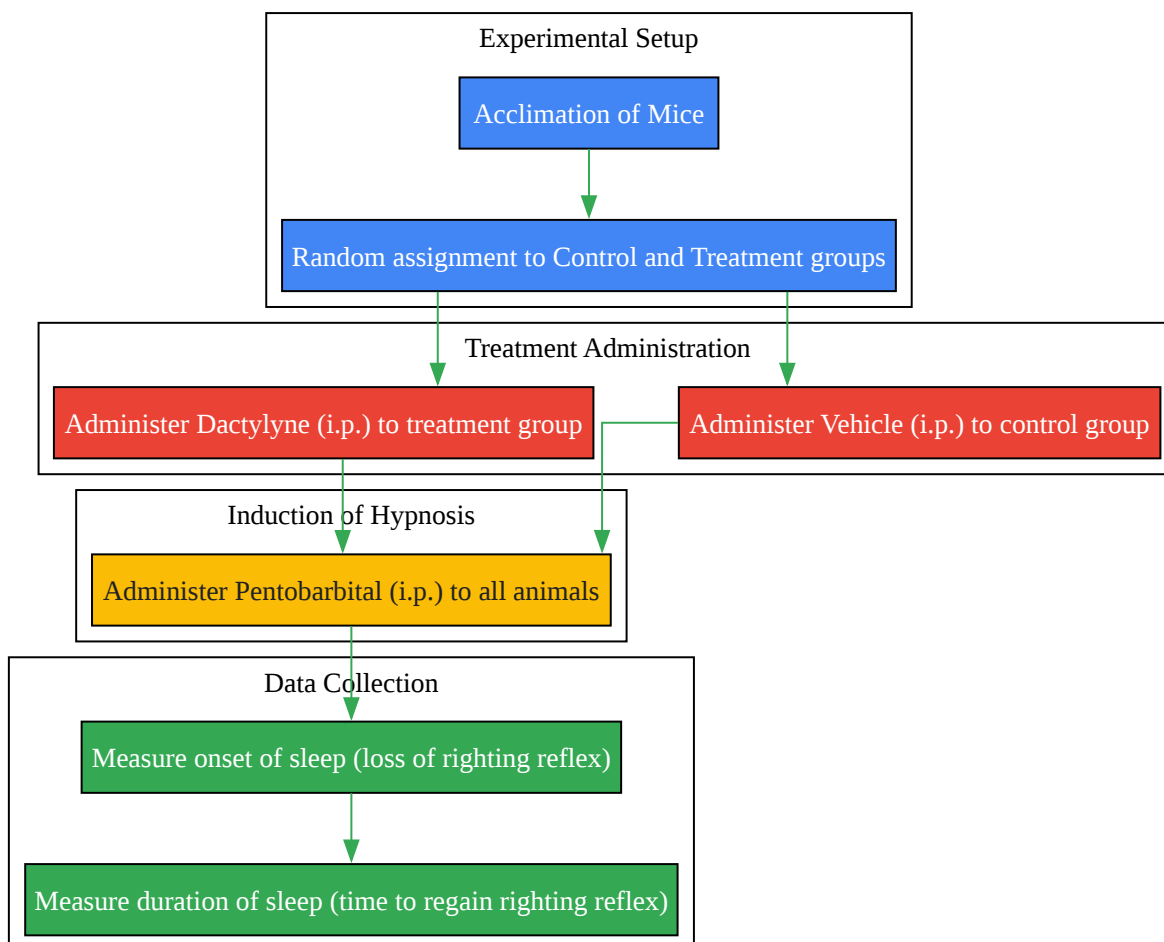 Experimental Setup
Acclimation of Mice
Random assignment to Control and Treatment groups
Treatment Administration
Administer Dactylyne (i.p.) to treatment group
Administer Vehicle (i.p.) to control group
Induction of Hypnosis
Administer Pentobarbital (i.p.) to all animals
Data Collection
Measure onset of sleep (loss of righting reflex)
Measure duration of sleep (time to regain righting reflex)